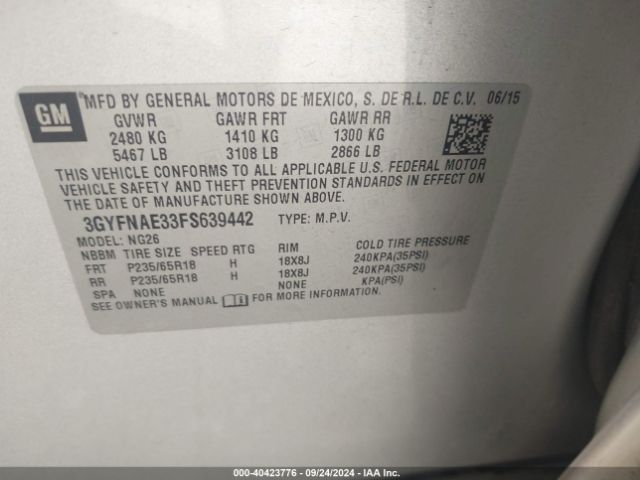 GM
MFD BY GENERAL MOTORS DE MEXICO, S. DE R.L. DE C.V. 06/15
GVWR GAWR FRT GAWR RR
2480 KG 1410 KG 1300 KG
5467 LB 3108 LB 2866 LB
THIS VEHICLE CONFORMS TO ALL APPLICABLE U.S. FEDERAL MOTOR
VEHICLE SAFETY AND THEFT PREVENTION STANDARDS IN EFFECT ON
THE DATE OF MANUFACTURE SHOWN ABOVE.
3GYFNAE33FS639442 TYPE: M.P.V.
MODEL: NG26
NBBM TIRE SIZE SPEED RTG RIM COLD TIRE PRESSURE
FRT P235/65R18 H 18X8J 240KPA(35PSI)
RR P235/65R18 H 18X8J 240KPA(35PSI)
SPA NONE NONE KPA(PSI)
SEE OWNER'S MANUAL FOR MORE INFORMATION.
000-40423776 - 09/24/2024 - IAA Inc.